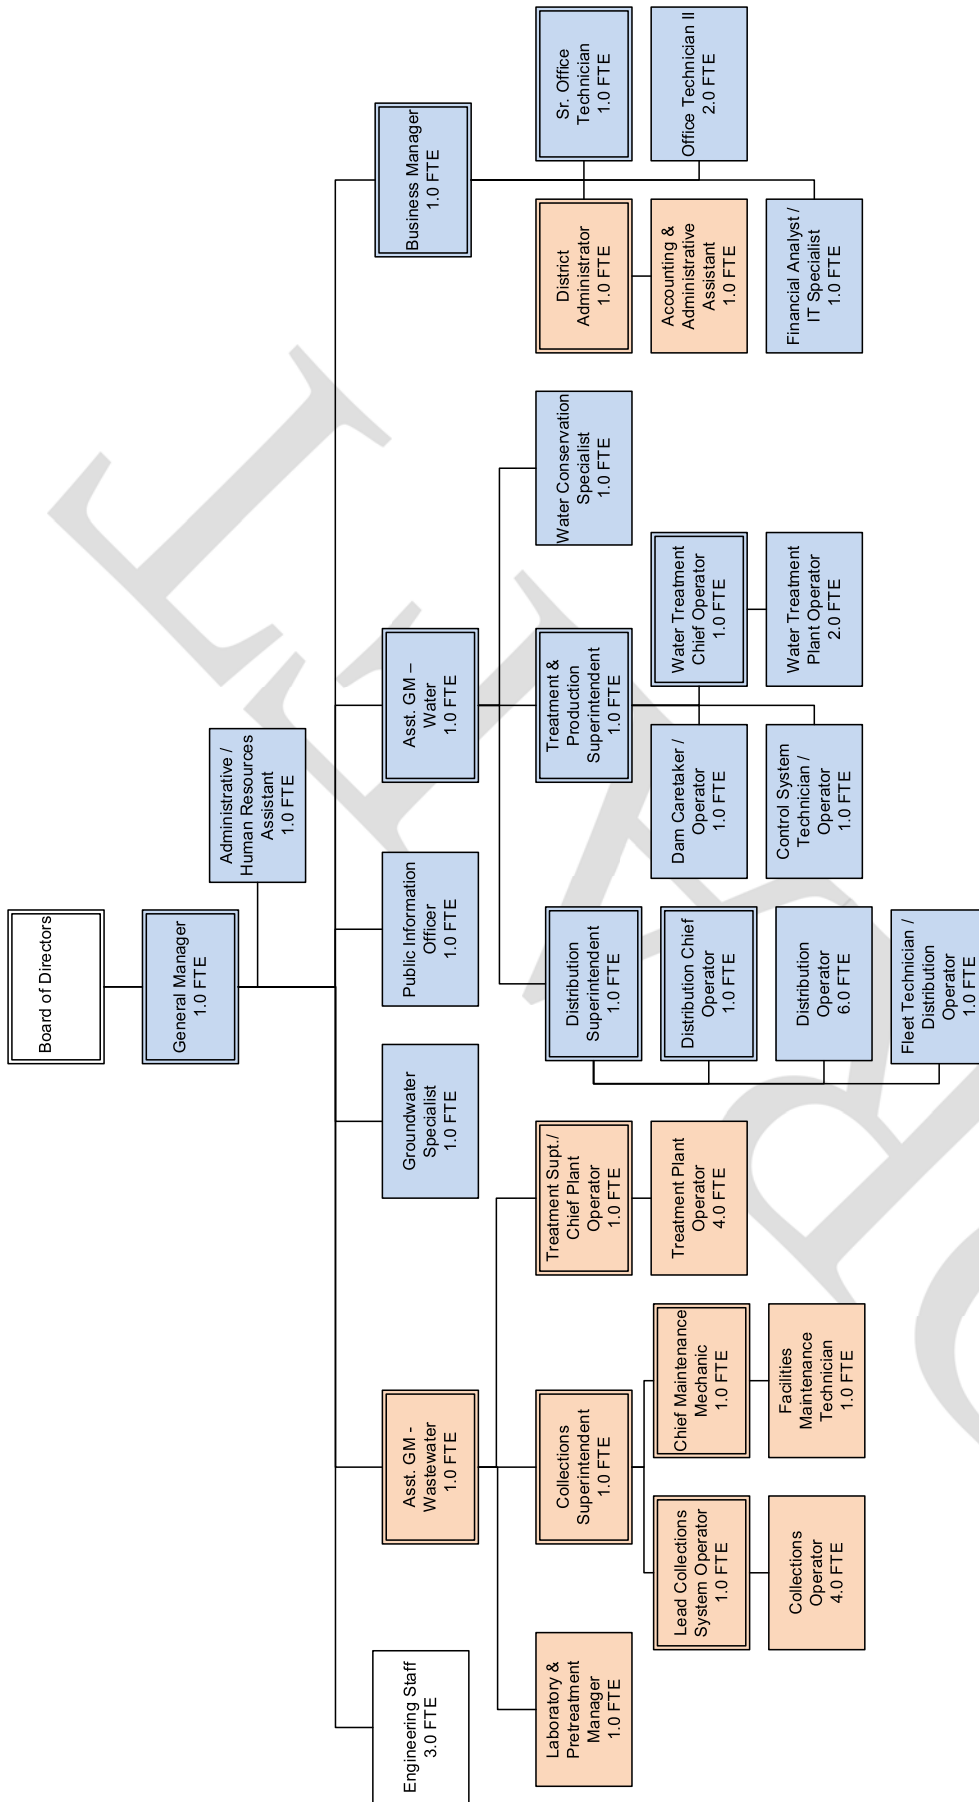 Board of Directors
General Manager
1.0 FTE
Administrative /
Human Resources
Assistant
1.0 FTE
Engineering Staff
3.0 FTE
Asst. GM -
Wastewater
1.0 FTE
Groundwater
Specialist
1.0 FTE
Public Information
Officer
1.0 FTE
Asst. GM –
Water
1.0 FTE
Business Manager
1.0 FTE
Laboratory &
Pretreatment
Manager
1.0 FTE
Collections
Superintendent
1.0 FTE
Treatment Supt./
Chief Plant
Operator
1.0 FTE
Distribution
Superintendent
1.0 FTE
Treatment &
Production
Superintendent
1.0 FTE
Water Conservation
Specialist
1.0 FTE
District
Administrator
1.0 FTE
Sr. Office
Technician
1.0 FTE
Lead Collections
System Operator
1.0 FTE
Chief Maintenance
Mechanic
1.0 FTE
Treatment Plant
Operator
4.0 FTE
Distribution Chief
Operator
1.0 FTE
Dam Caretaker /
Operator
1.0 FTE
Water Treatment
Chief Operator
1.0 FTE
Accounting &
Administrative
Assistant
1.0 FTE
Office Technician II
2.0 FTE
Collections
Operator
4.0 FTE
Facilities
Maintenance
Technician
1.0 FTE
Distribution
Operator
6.0 FTE
Control System
Technician /
Operator
1.0 FTE
Water Treatment
Plant Operator
2.0 FTE
Financial Analyst /
IT Specialist
1.0 FTE
Fleet Technician /
Distribution
Operator
1.0 FTE
DRAFT